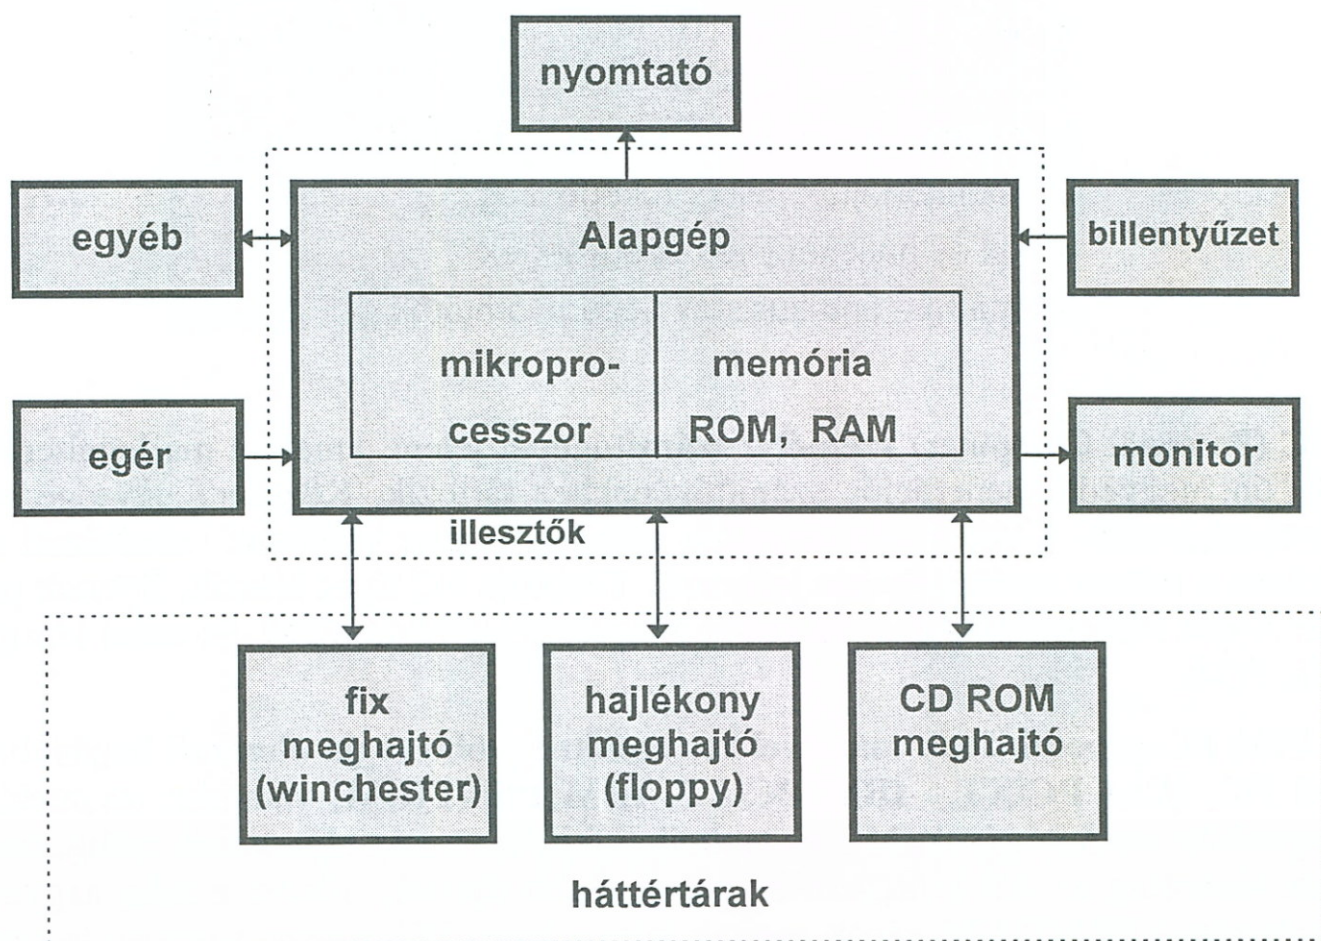 nyomtató
egyéb
Alapgép
billentyűzet
mikropro-
cesszor
memória
ROM, RAM
egér
monitor
illesztők
fix
meghajtó
(winchester)
hajlékony
meghajtó
(floppy)
CD ROM
meghajtó
háttértárak